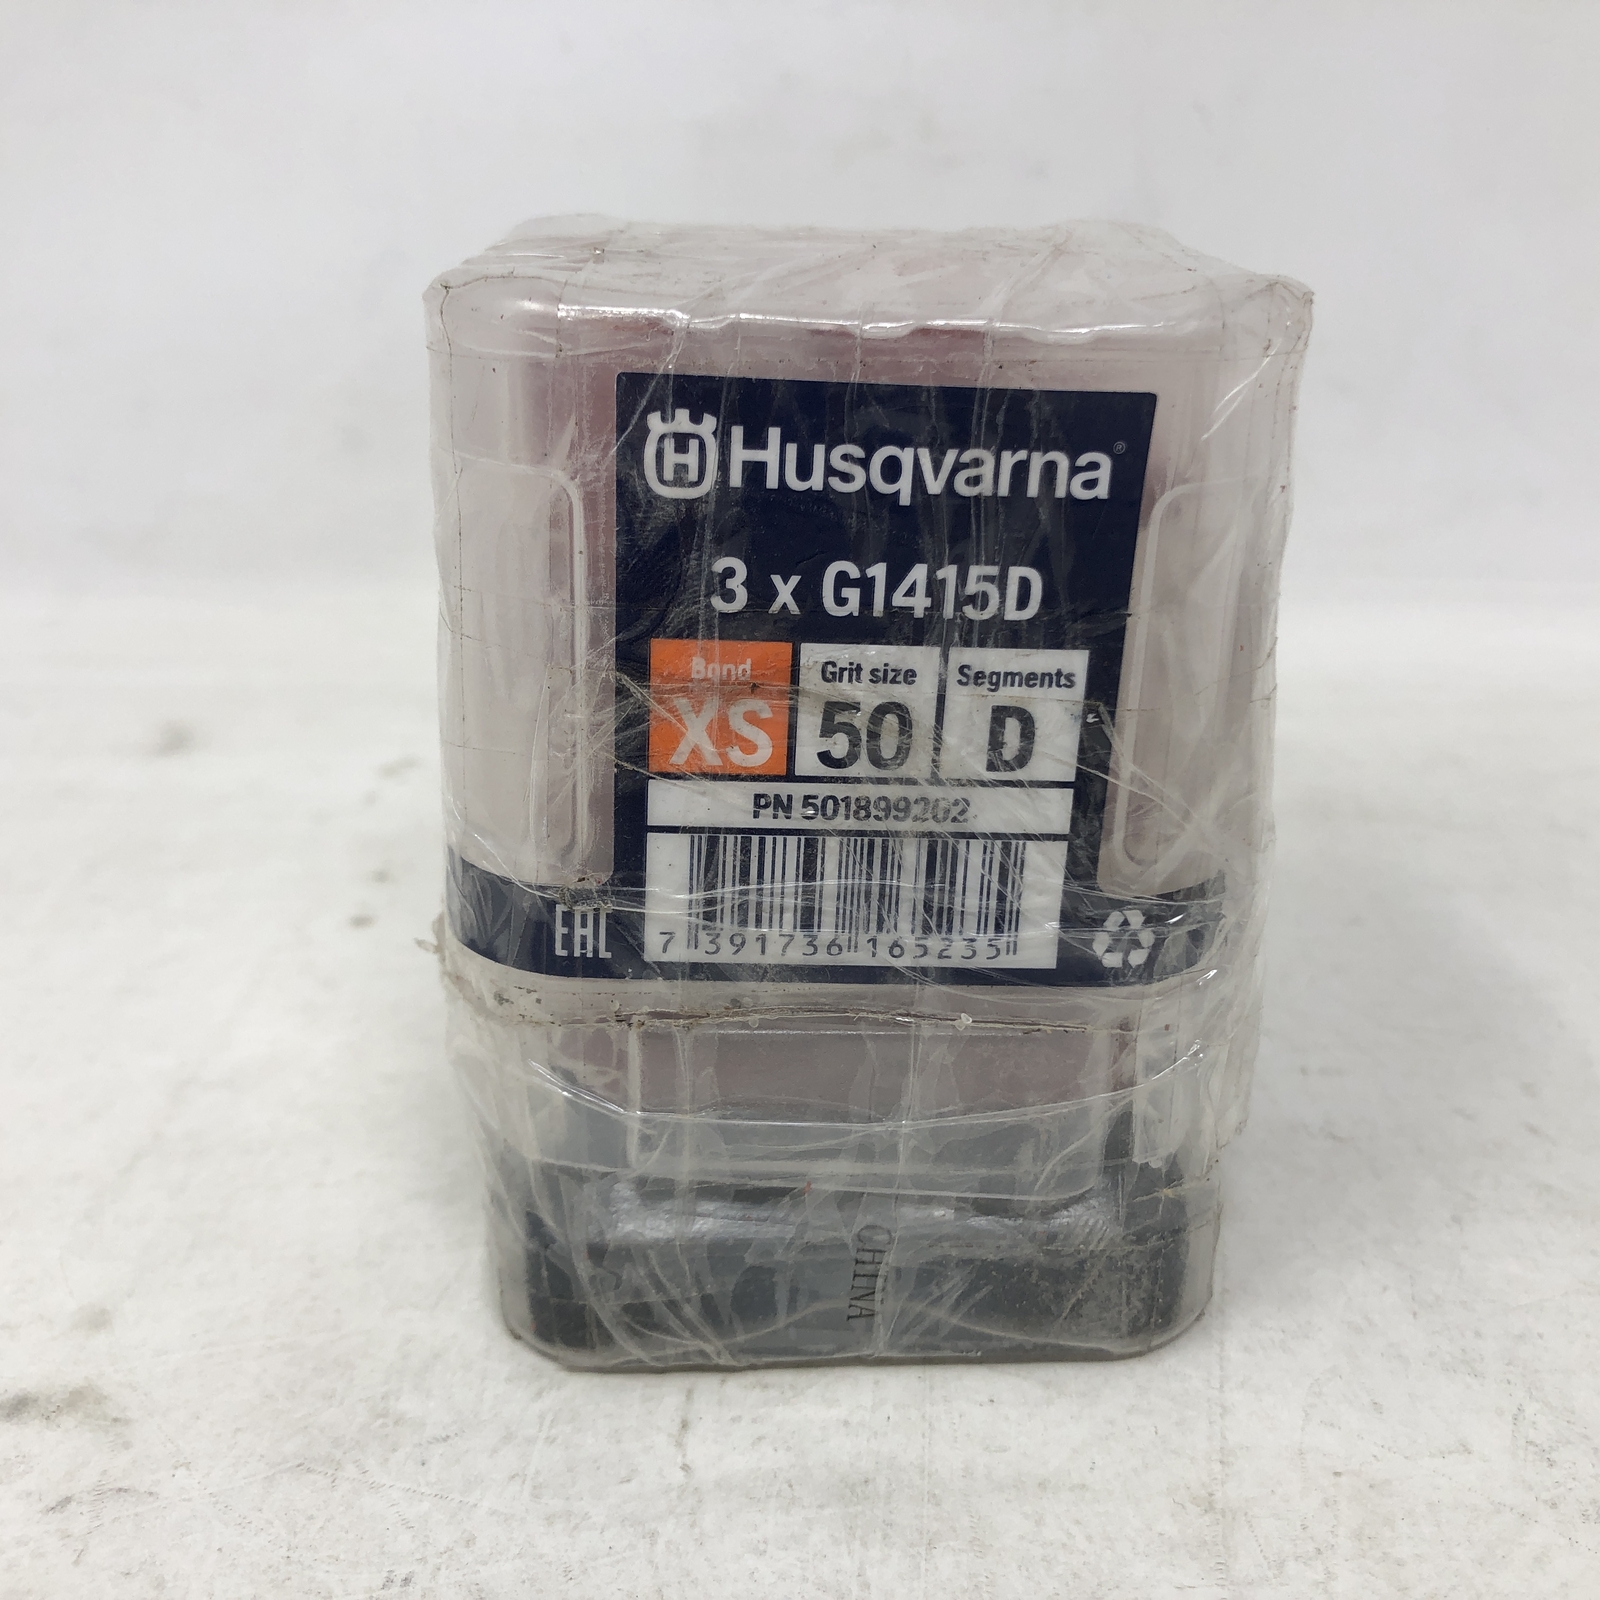 Husqvarna®
3 x G1415D
Bond Grit size Segments
XS 50 D
PN 501899202
7 391736 165235
EAC
CHINA